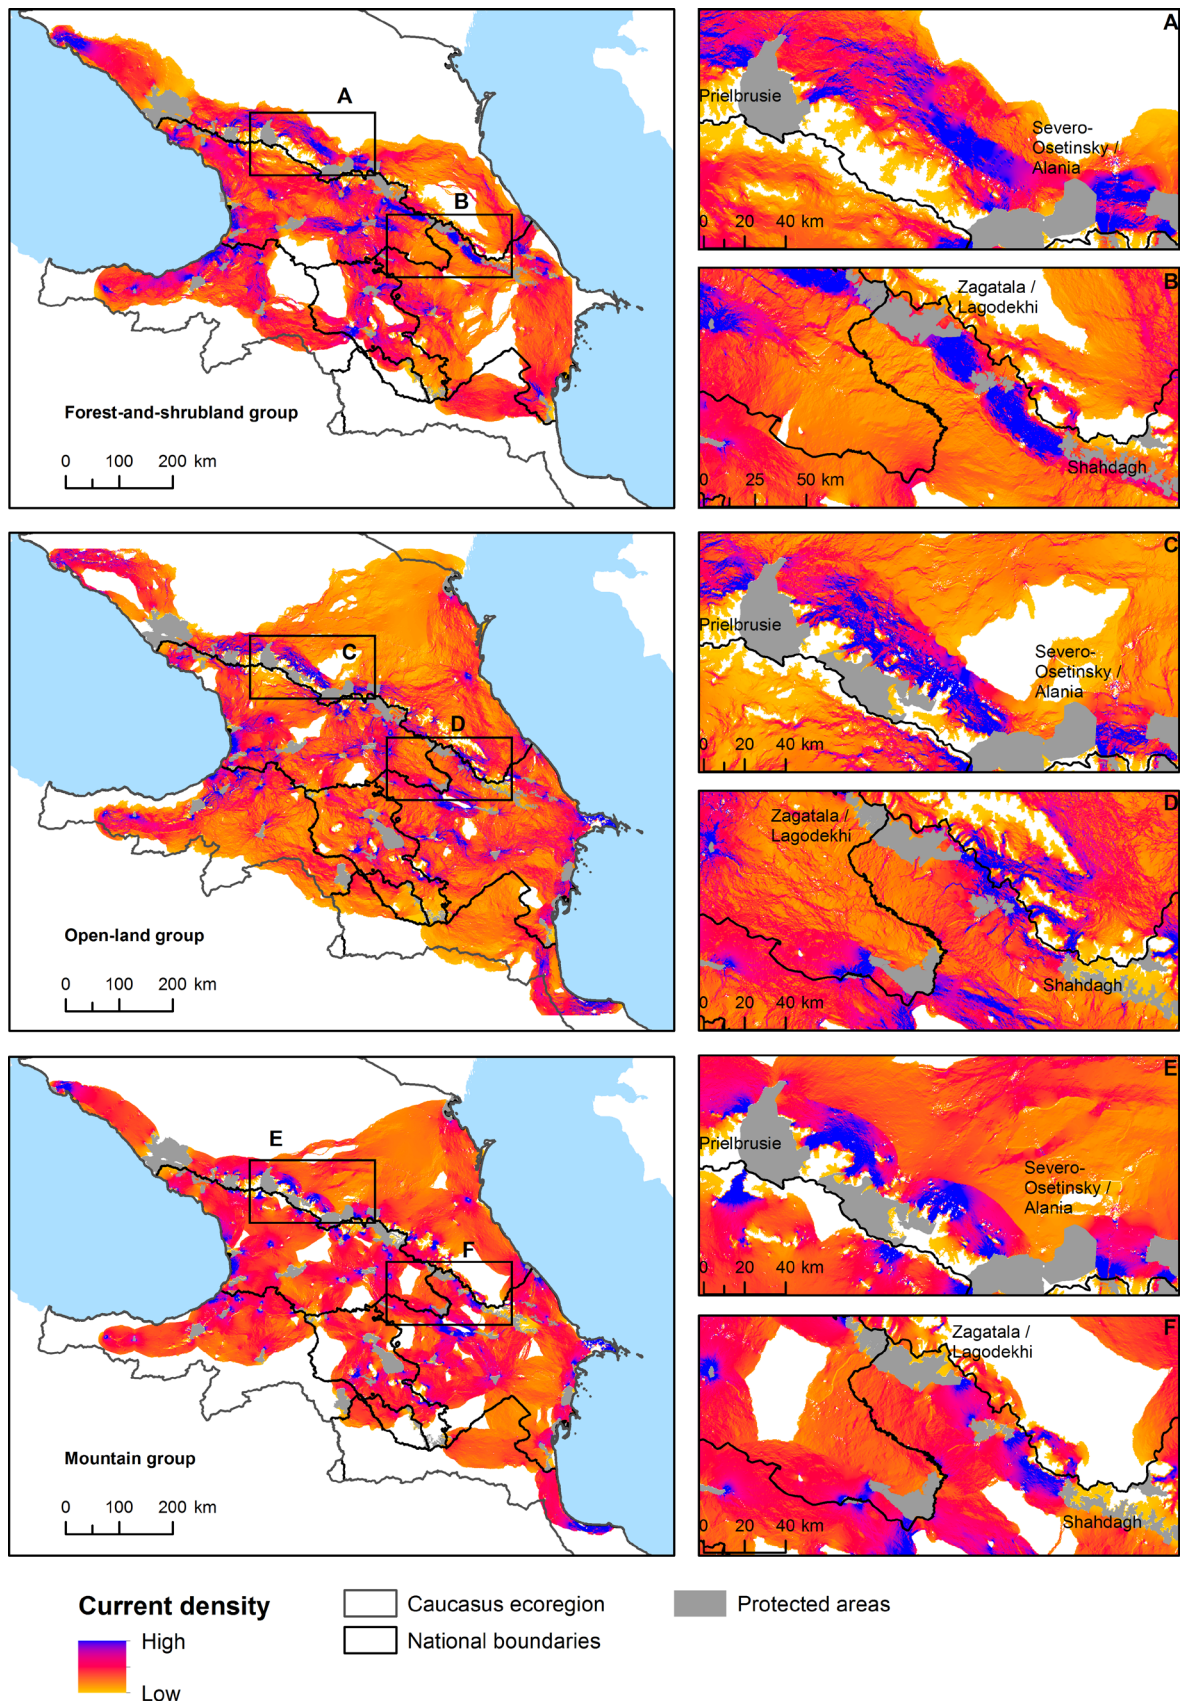 A
B
Forest-and-shrubland group
0 100 200 km
A
Prielbrusie
Severo-
Osetinsky /
Alania
0 20 40 km
B
Zagatala /
Lagodekhi
Shahdagh
0 25 50 km
C
D
Open-land group
0 100 200 km
C
Prielbrusie
Severo-
Osetinsky /
Alania
0 20 40 km
D
Zagatala /
Lagodekhi
Shahdagh
0 20 40 km
E
F
Mountain group
0 100 200 km
E
Prielbrusie
Severo-
Osetinsky /
Alania
0 20 40 km
F
Zagatala /
Lagodekhi
Shahdagh
0 20 40 km
Current density
High
Low
Caucasus ecoregion
National boundaries
Protected areas